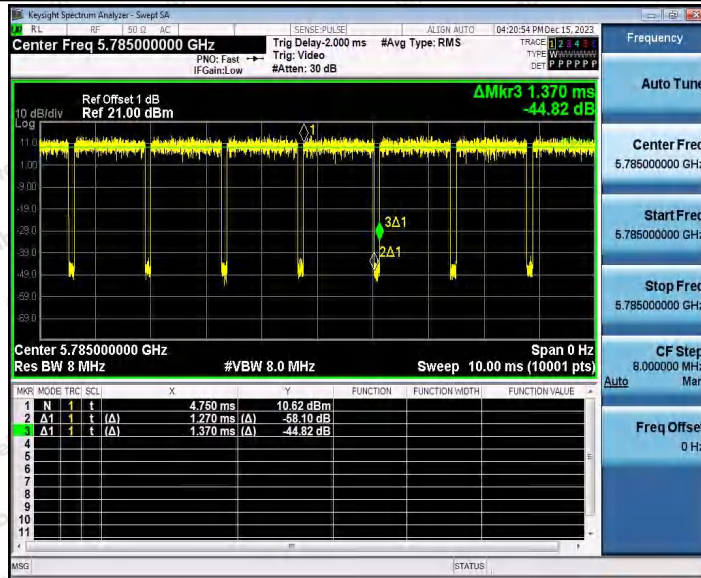 Keysight Spectrum Analyzer - Swept SA
RL RF 50 Ω AC SENSE:PULSE ALIGN AUTO 04:20:54 PM Dec 15, 2023
Center Freq 5.785000000 GHz
PNO: Fast
IFGain:Low
Trig Delay-2.000 ms
Trig: Video
#Atten: 30 dB
#Avg Type: RMS
TRACE 1 2 3 4 5 6
TYPE
DET P P P P P P
Frequency
ΔMkr3 1.370 ms
-44.82 dB
Ref Offset 1 dB
10 dB/div Ref 21.00 dBm
Log
11.0
1.00
-9.00
-19.0
-29.0
-39.0
-49.0
-59.0
-69.0
1
3Δ1
2Δ1
Center 5.785000000 GHz Span 0 Hz
Res BW 8 MHz #VBW 8.0 MHz Sweep 10.00 ms (10001 pts)
MKR MODE TRC SCL X Y FUNCTION FUNCTION WIDTH FUNCTION VALUE
1 N 1 t 4.750 ms 10.62 dBm
2 Δ1 1 t (Δ) 1.270 ms (Δ) -58.10 dB
3 Δ1 1 t (Δ) 1.370 ms (Δ) -44.82 dB
4
5
6
7
8
9
10
11
MSG STATUS
Auto Tune
Center Freq
5.785000000 GHz
Start Freq
5.785000000 GHz
Stop Freq
5.785000000 GHz
CF Step
8.000000 MHz
Auto Man
Freq Offset
0 Hz